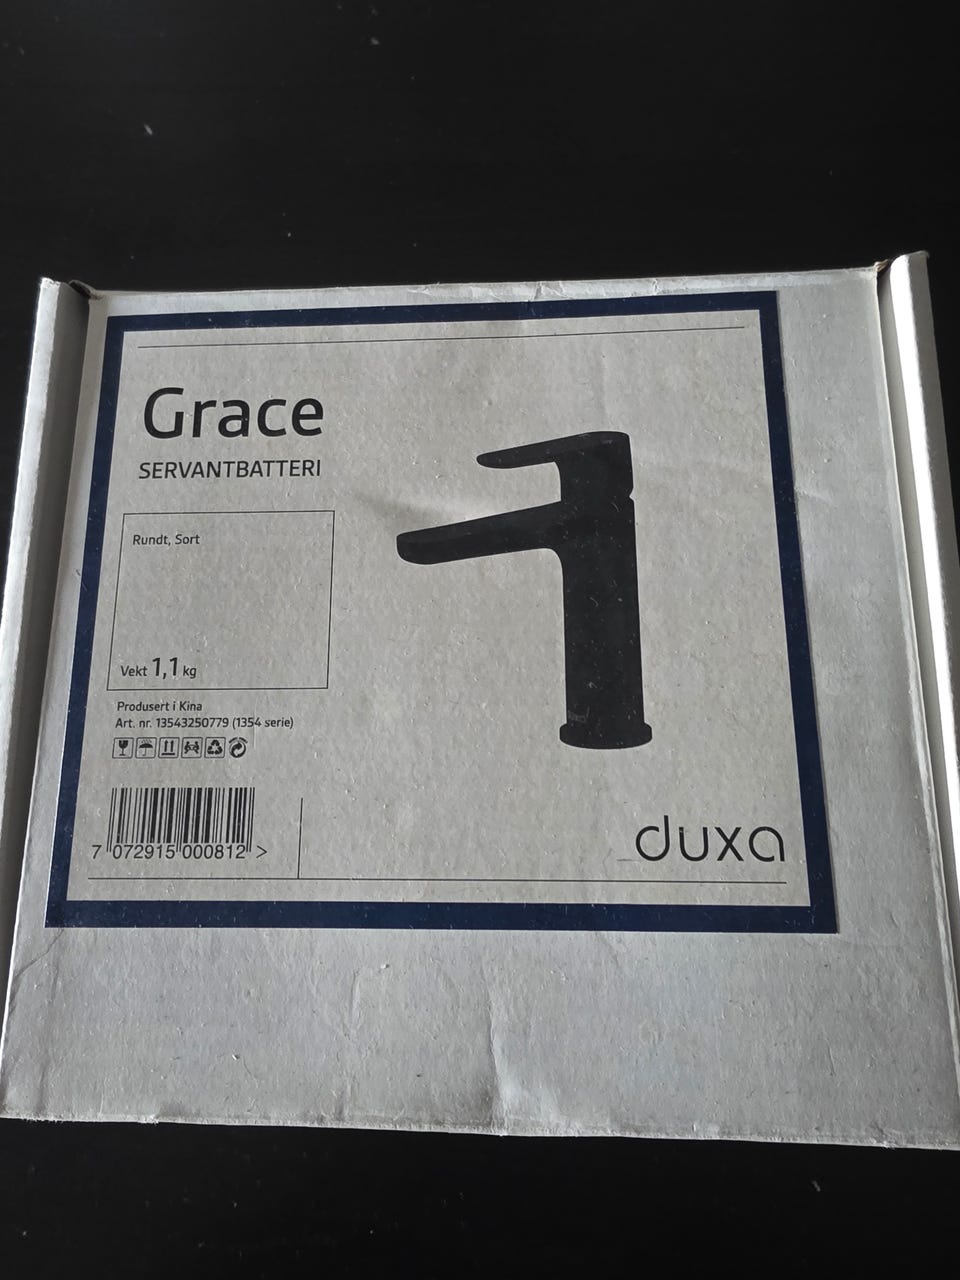 Grace
SERVANTBATTERI
Rundt, Sort
Vekt 1,1 kg
Produsert i Kina
Art. nr. 13543250779 (1354 serie)
7 072915 000812 >
duxa